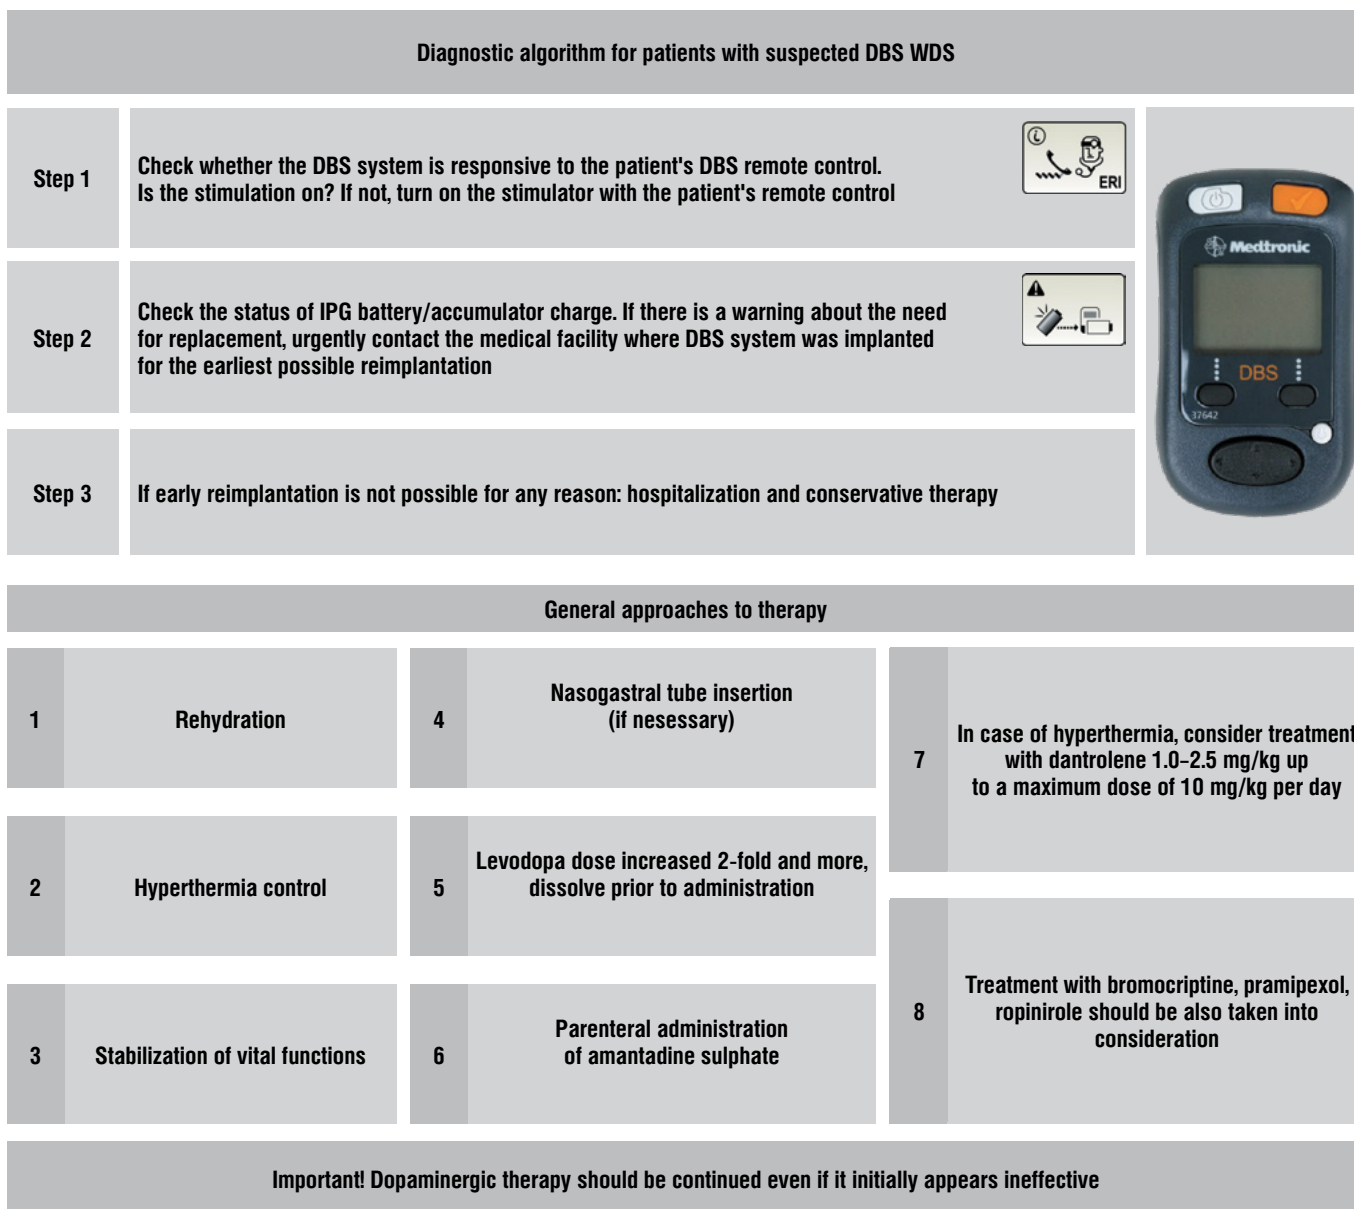 Diagnostic algorithm for patients with suspected DBS WDS
Step 1
Check whether the DBS system is responsive to the patient's DBS remote control.
Is the stimulation on? If not, turn on the stimulator with the patient's remote control
ERI
Step 2
Check the status of IPG battery/accumulator charge. If there is a warning about the need
for replacement, urgently contact the medical facility where DBS system was implanted
for the earliest possible reimplantation
Step 3
If early reimplantation is not possible for any reason: hospitalization and conservative therapy
Medtronic
DBS
37642
General approaches to therapy
1
Rehydration
2
Hyperthermia control
3
Stabilization of vital functions
4
Nasogastral tube insertion
(if nesessary)
5
Levodopa dose increased 2-fold and more,
dissolve prior to administration
6
Parenteral administration
of amantadine sulphate
7
In case of hyperthermia, consider treatment
with dantrolene 1.0–2.5 mg/kg up
to a maximum dose of 10 mg/kg per day
8
Treatment with bromocriptine, pramipexol,
ropinirole should be also taken into
consideration
Important! Dopaminergic therapy should be continued even if it initially appears ineffective